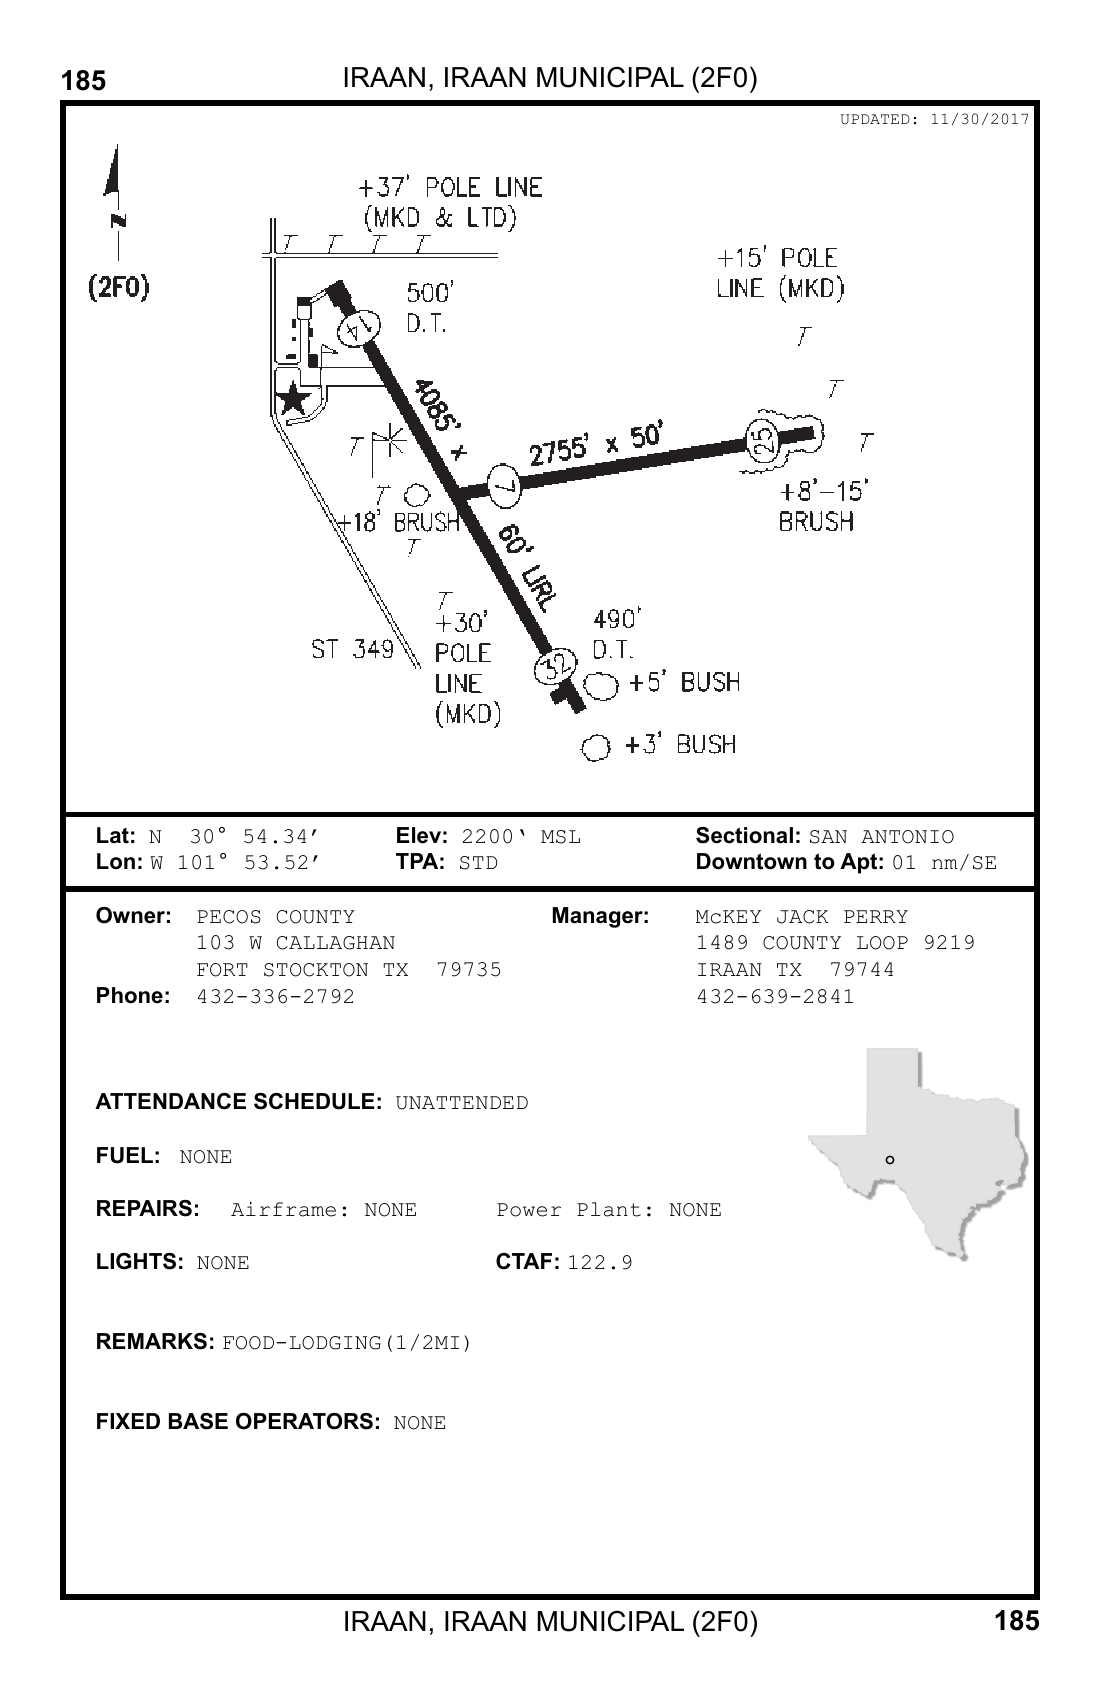 185
IRAAN, IRAAN MUNICIPAL (2F0)
UPDATED: 11/30/2017
N
(2F0)
+37' POLE LINE
(MKD & LTD)
T T T T
+15' POLE
LINE (MKD)
500'
D.T.
14
T
T
4085' x
2755' x 50'
25
T
T
7
T
+8'-15'
BRUSH
+18' BRUSH
T
60' LIRL
T
+30'
POLE
LINE
(MKD)
ST 349
490'
D.T.
32
+5' BUSH
+3' BUSH
Lat: N 30° 54.34’ Elev: 2200‘ MSL Sectional: SAN ANTONIO
Lon: W 101° 53.52’ TPA: STD Downtown to Apt: 01 nm/SE
Owner: PECOS COUNTY Manager: McKEY JACK PERRY
103 W CALLAGHAN 1489 COUNTY LOOP 9219
FORT STOCKTON TX 79735 IRAAN TX 79744
Phone: 432-336-2792 432-639-2841
ATTENDANCE SCHEDULE: UNATTENDED
FUEL: NONE
REPAIRS: Airframe: NONE Power Plant: NONE
LIGHTS: NONE CTAF: 122.9
REMARKS: FOOD-LODGING(1/2MI)
FIXED BASE OPERATORS: NONE
IRAAN, IRAAN MUNICIPAL (2F0)
185